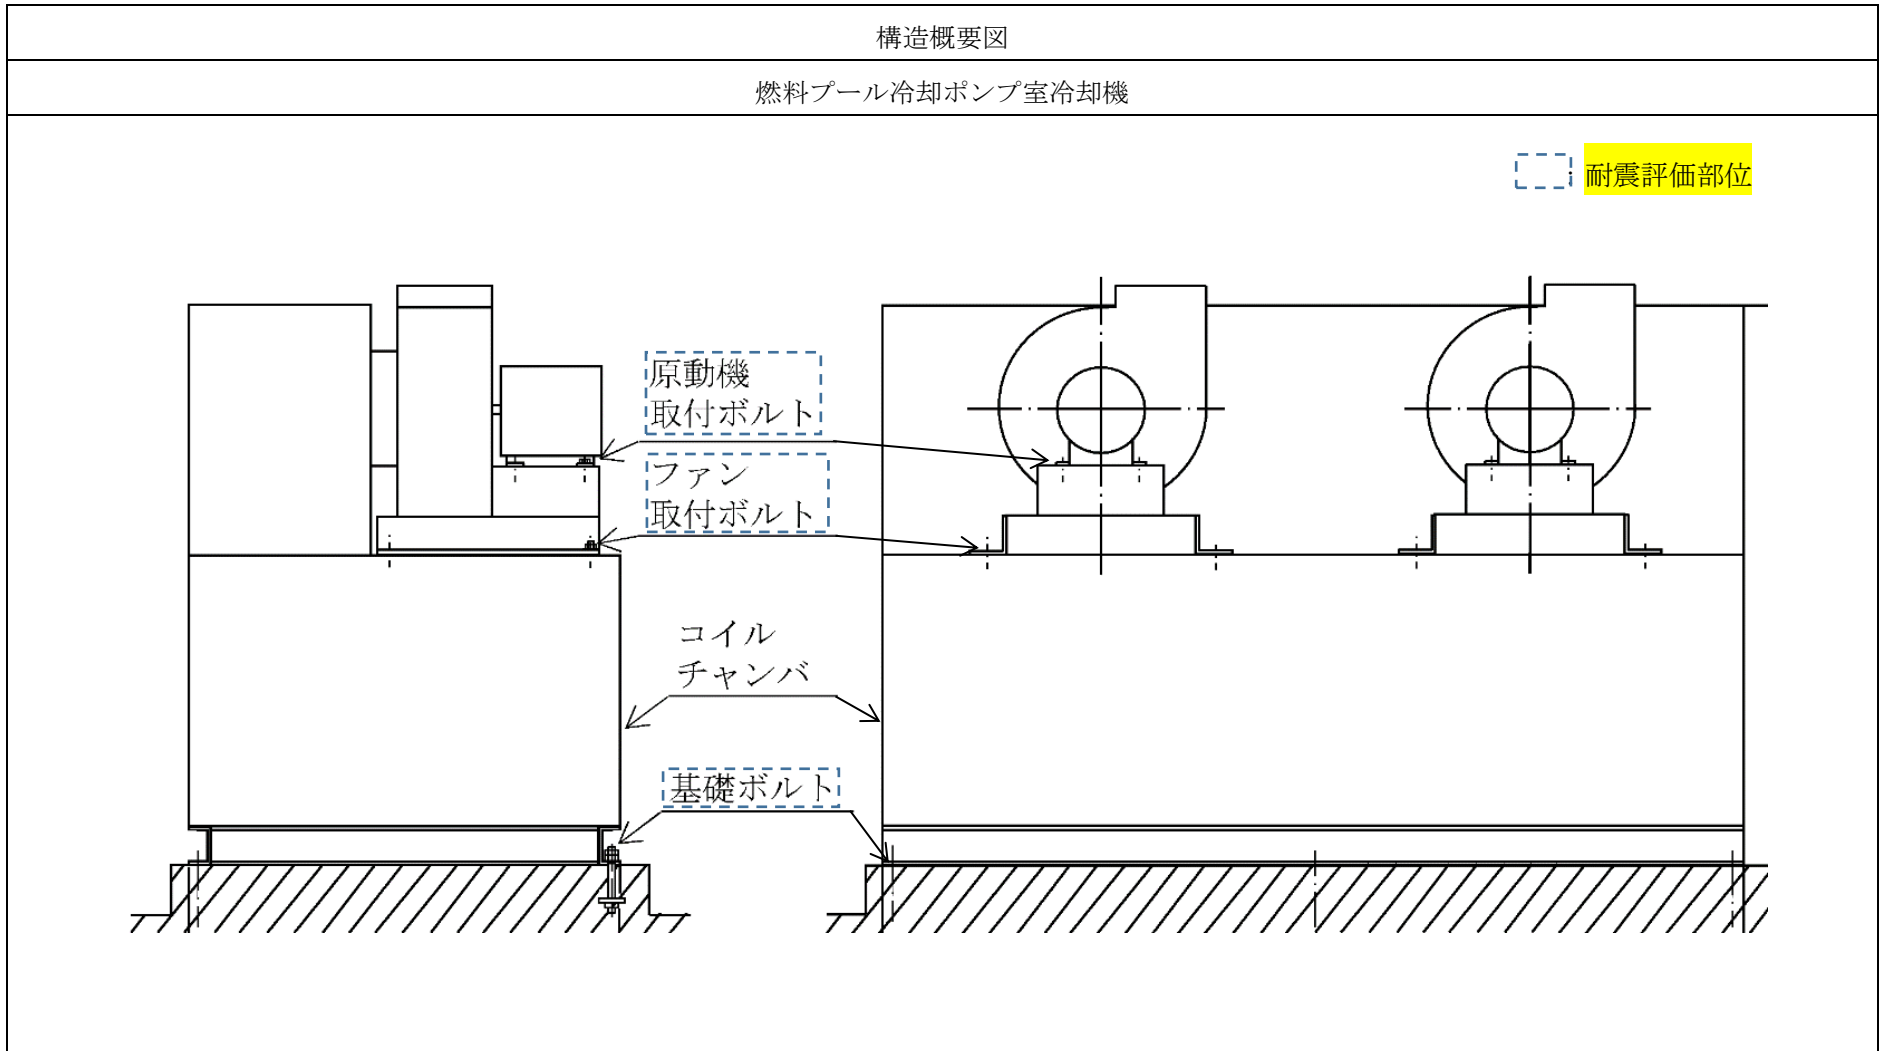 構造概要図
燃料プール冷却ポンプ室冷却機
：耐震評価部位
原動機
取付ボルト
ファン
取付ボルト
コイル
チャンバ
基礎ボルト